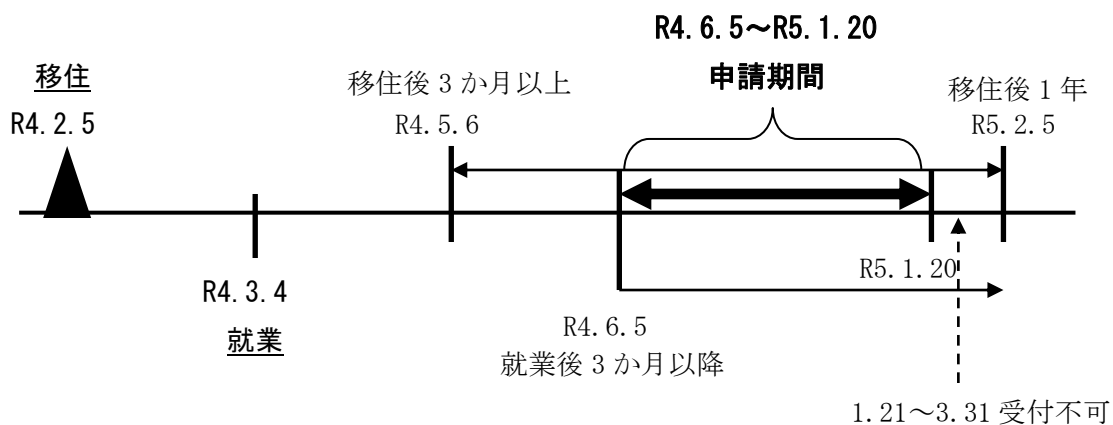 R4.6.5～R5.1.20
申請期間
移住
R4.2.5
移住後 3 か月以上
R4.5.6
移住後 1 年
R5.2.5
R4.3.4
就業
R4.6.5
就業後 3 か月以降
R5.1.20
1.21～3.31 受付不可